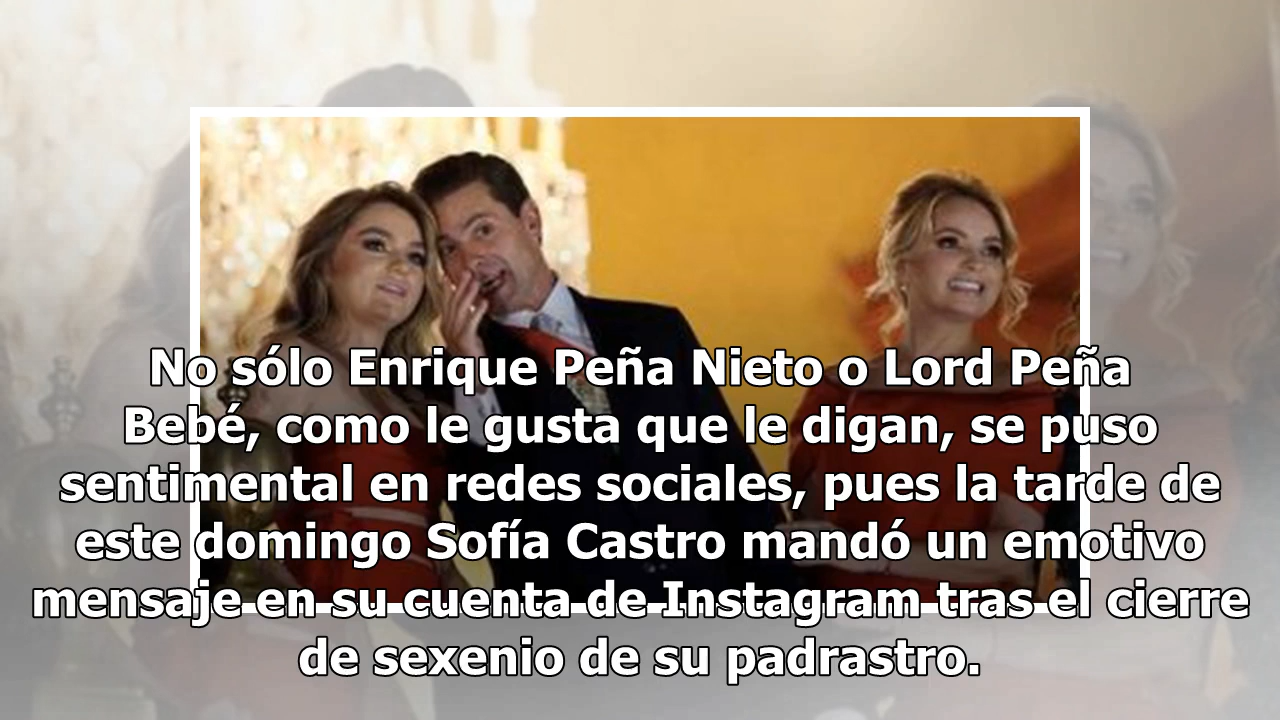 No sólo Enrique Peña Nieto o Lord Peña
Bebé, como le gusta que le digan, se puso
sentimental en redes sociales, pues la tarde de
este domingo Sofía Castro mandó un emotivo
mensaje en su cuenta de Instagram tras el cierre
de sexenio de su padrastro.